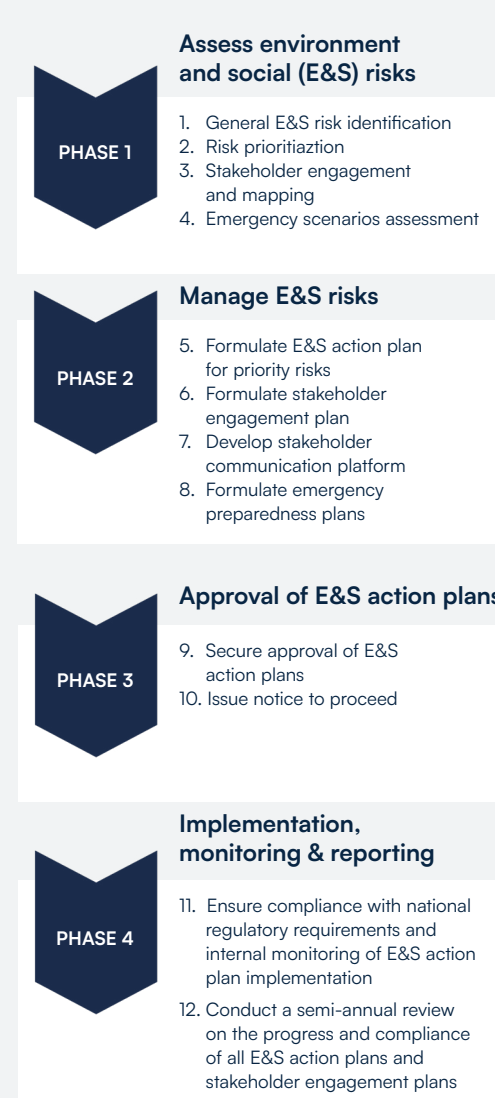 Assess environment
and social (E&S) risks
PHASE 1
1. General E&S risk identification
2. Risk prioritiaztion
3. Stakeholder engagement
and mapping
4. Emergency scenarios assessment
Manage E&S risks
PHASE 2
5. Formulate E&S action plan
for priority risks
6. Formulate stakeholder
engagement plan
7. Develop stakeholder
communication platform
8. Formulate emergency
preparedness plans
Approval of E&S action plans
PHASE 3
9. Secure approval of E&S
action plans
10. Issue notice to proceed
Implementation,
monitoring & reporting
PHASE 4
11. Ensure compliance with national
regulatory requirements and
internal monitoring of E&S action
plan implementation
12. Conduct a semi-annual review
on the progress and compliance
of all E&S action plans and
stakeholder engagement plans